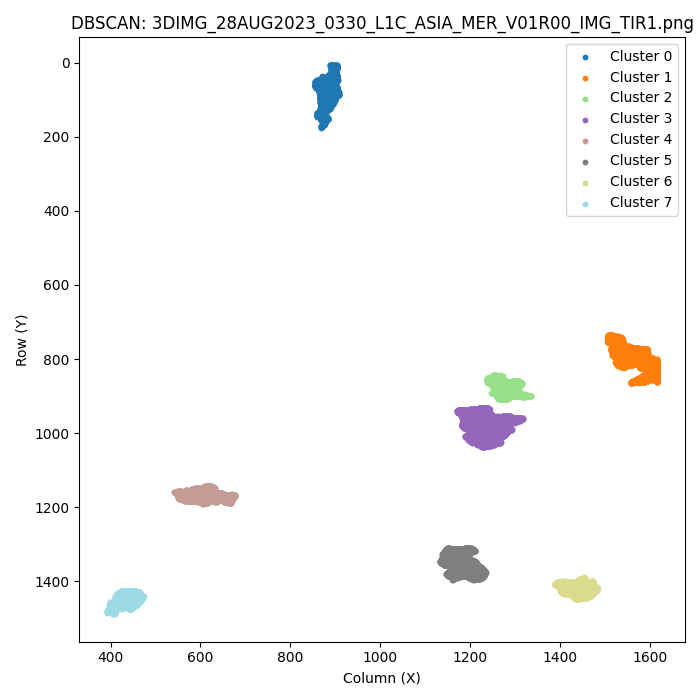 DBSCAN: 3DIMG_28AUG2023_0330_L1C_ASIA_MER_V01R00_IMG_TIR1.png
Cluster 0
Cluster 1
Cluster 2
Cluster 3
Cluster 4
Cluster 5
Cluster 6
Cluster 7
Row (Y)
0
200
400
600
800
1000
1200
1400
400 600 800 1000 1200 1400 1600
Column (X)